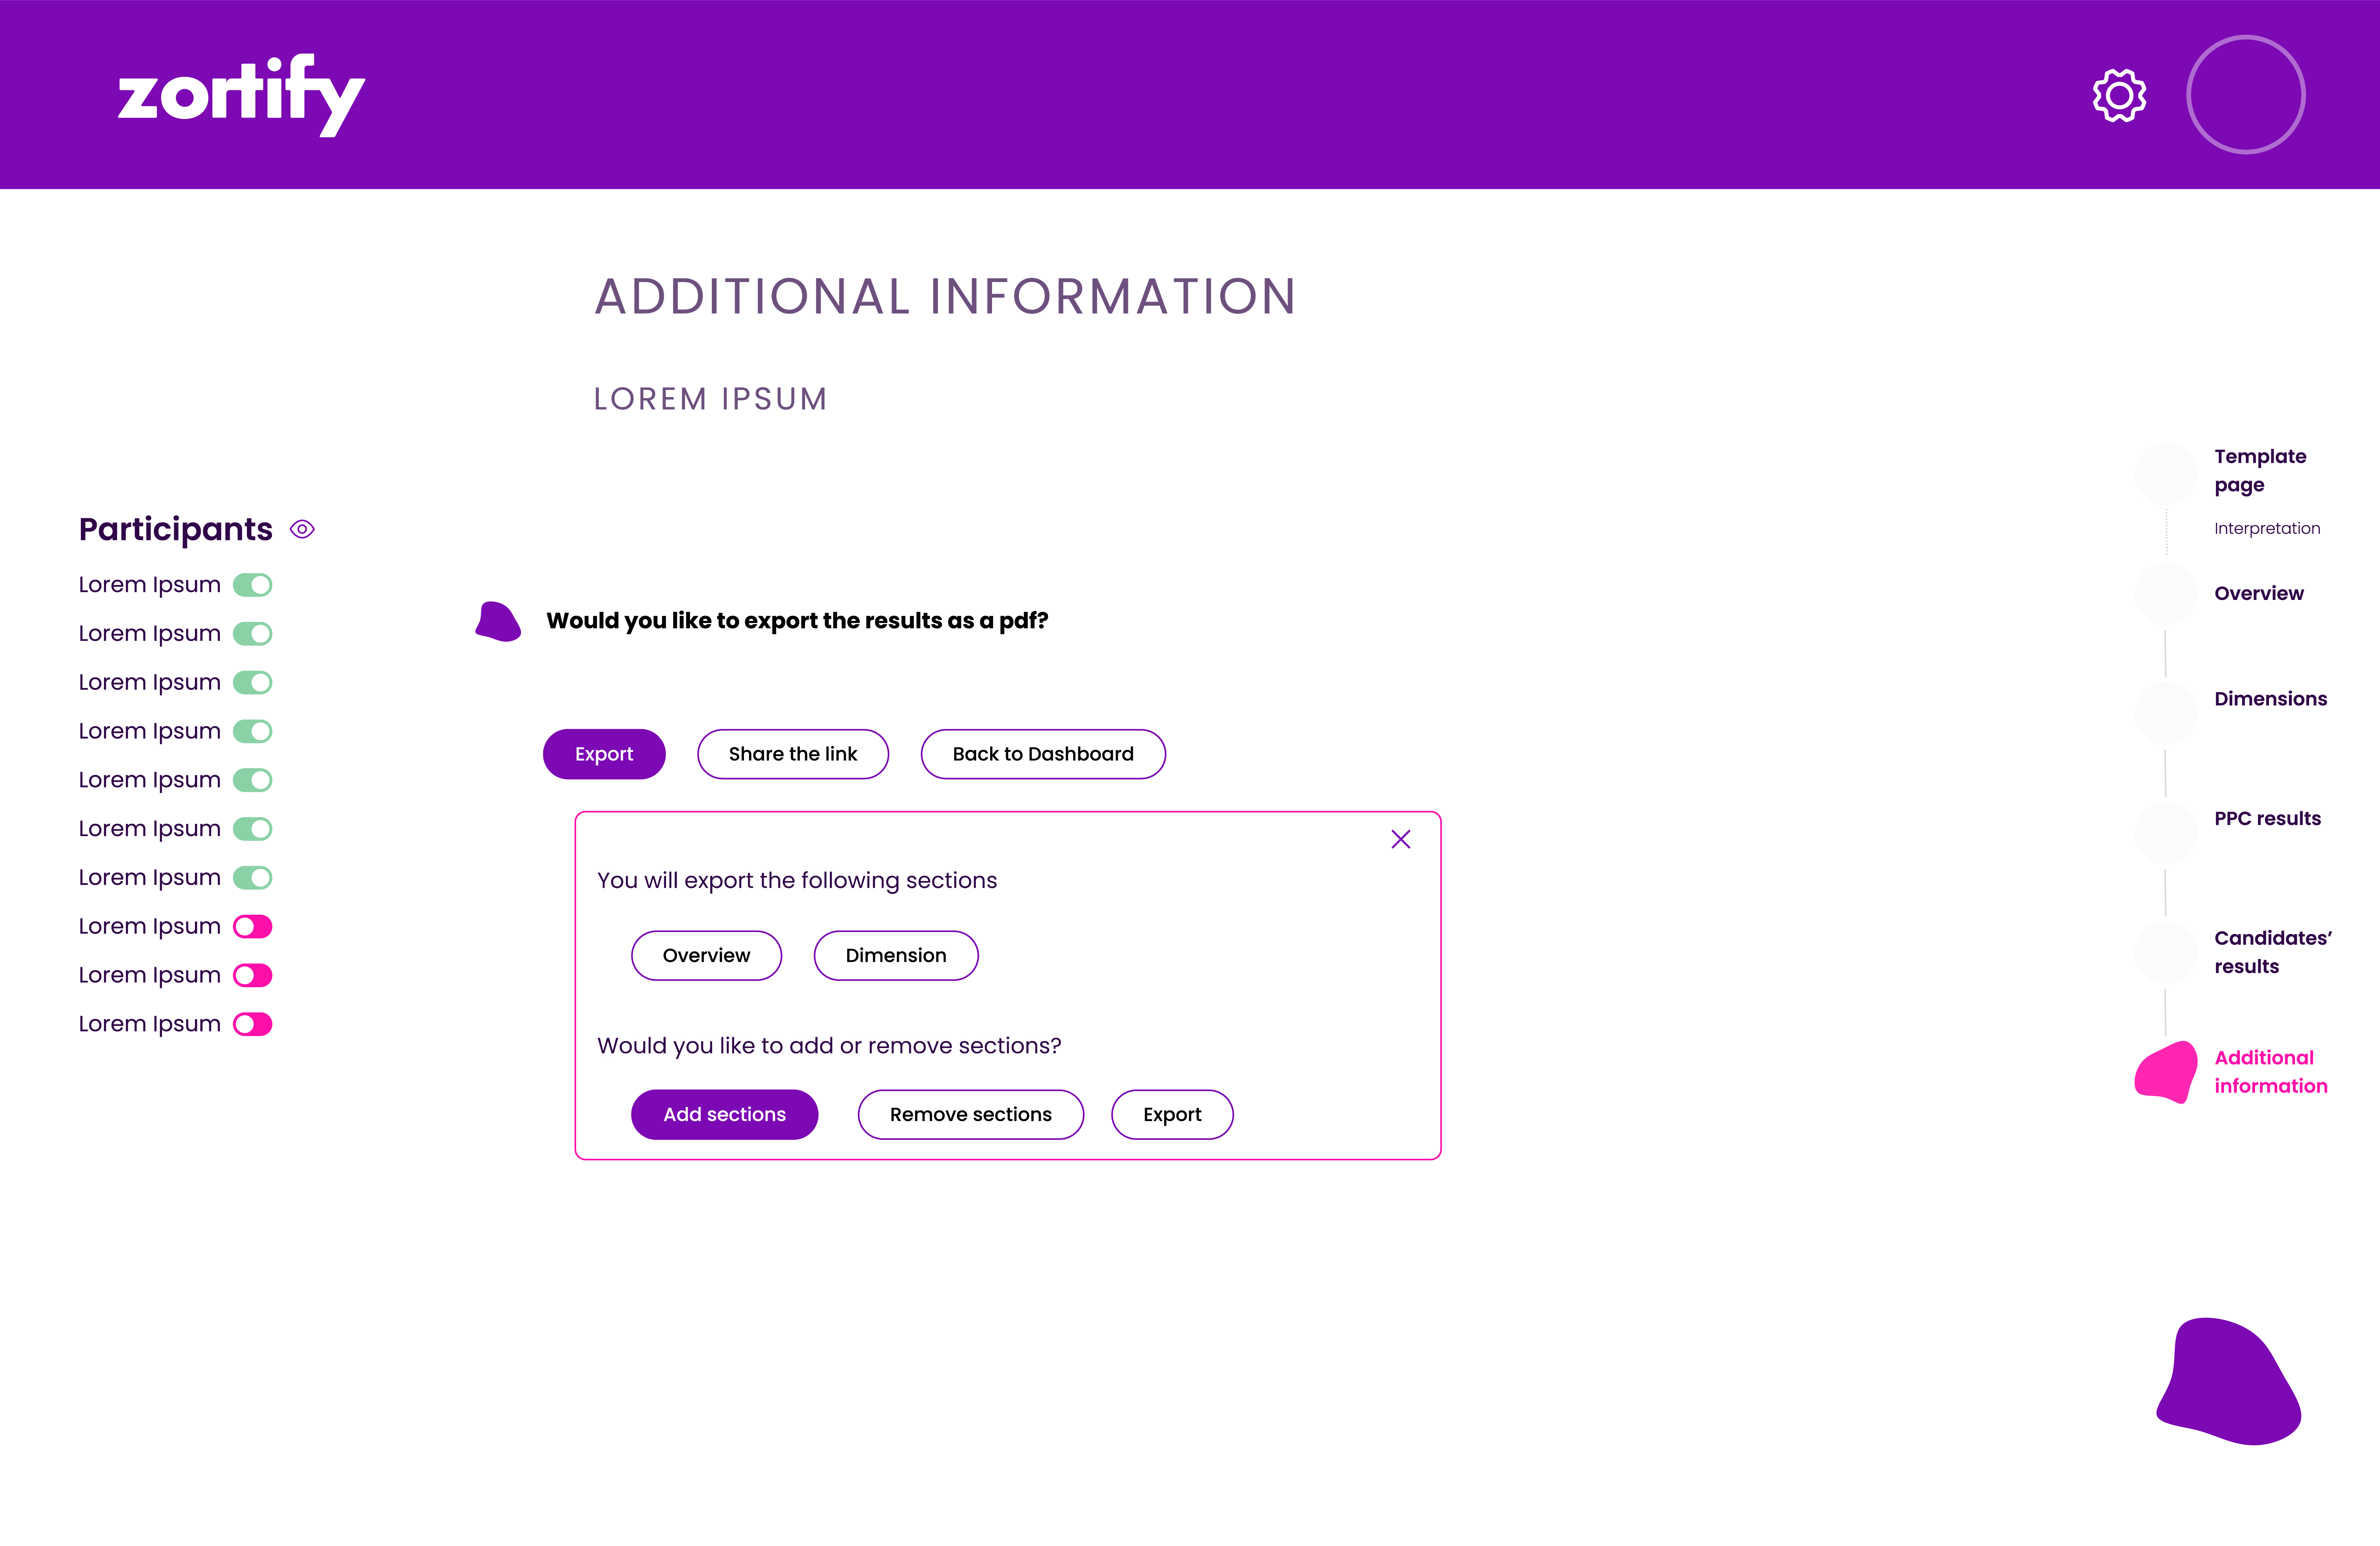 zortify
ADDITIONAL INFORMATION
LOREM IPSUM
Participants
Lorem Ipsum
Lorem Ipsum
Lorem Ipsum
Lorem Ipsum
Lorem Ipsum
Lorem Ipsum
Lorem Ipsum
Lorem Ipsum
Lorem Ipsum
Lorem Ipsum
Would you like to export the results as a pdf?
Export
Share the link
Back to Dashboard
You will export the following sections
Overview
Dimension
Would you like to add or remove sections?
Add sections
Remove sections
Export
Template
page
Interpretation
Overview
Dimensions
PPC results
Candidates’
results
Additional
information